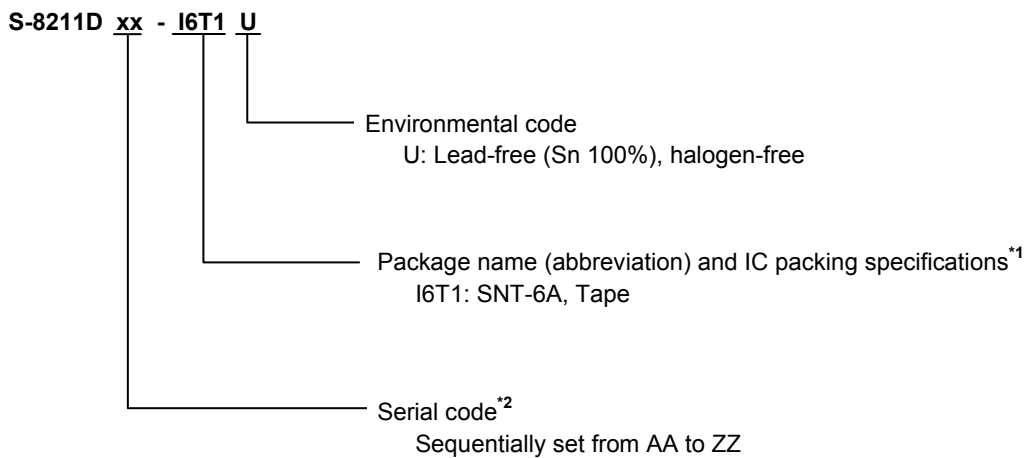 S-8211D xx - I6T1 U
Environmental code
U: Lead-free (Sn 100%), halogen-free
Package name (abbreviation) and IC packing specifications*1
I6T1: SNT-6A, Tape
Serial code*2
Sequentially set from AA to ZZ